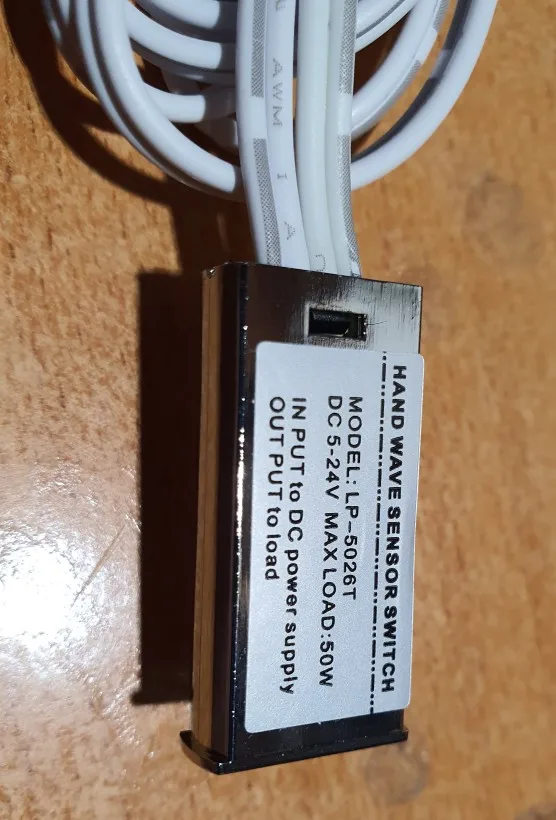 HAND WAVE SENSOR SWITCH
MODEL: LP-5026T
DC 5-24V MAX LOAD:50W
IN PUT to DC power supply
OUT PUT to load
AWM I A